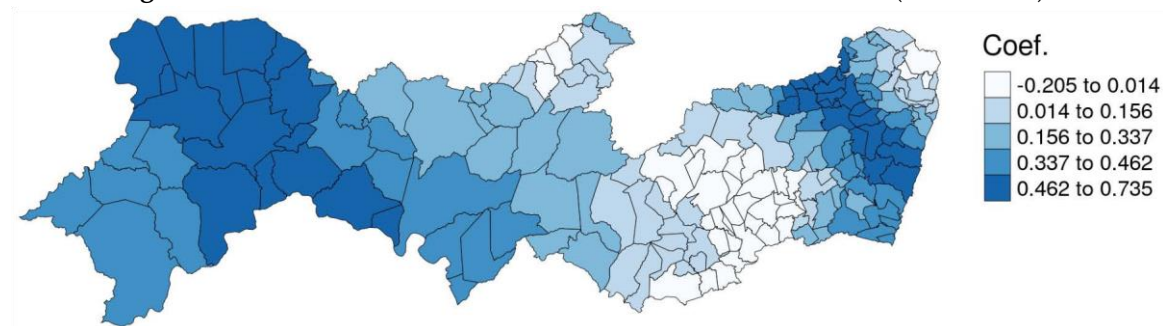 Coef.
-0.205 to 0.014
0.014 to 0.156
0.156 to 0.337
0.337 to 0.462
0.462 to 0.735